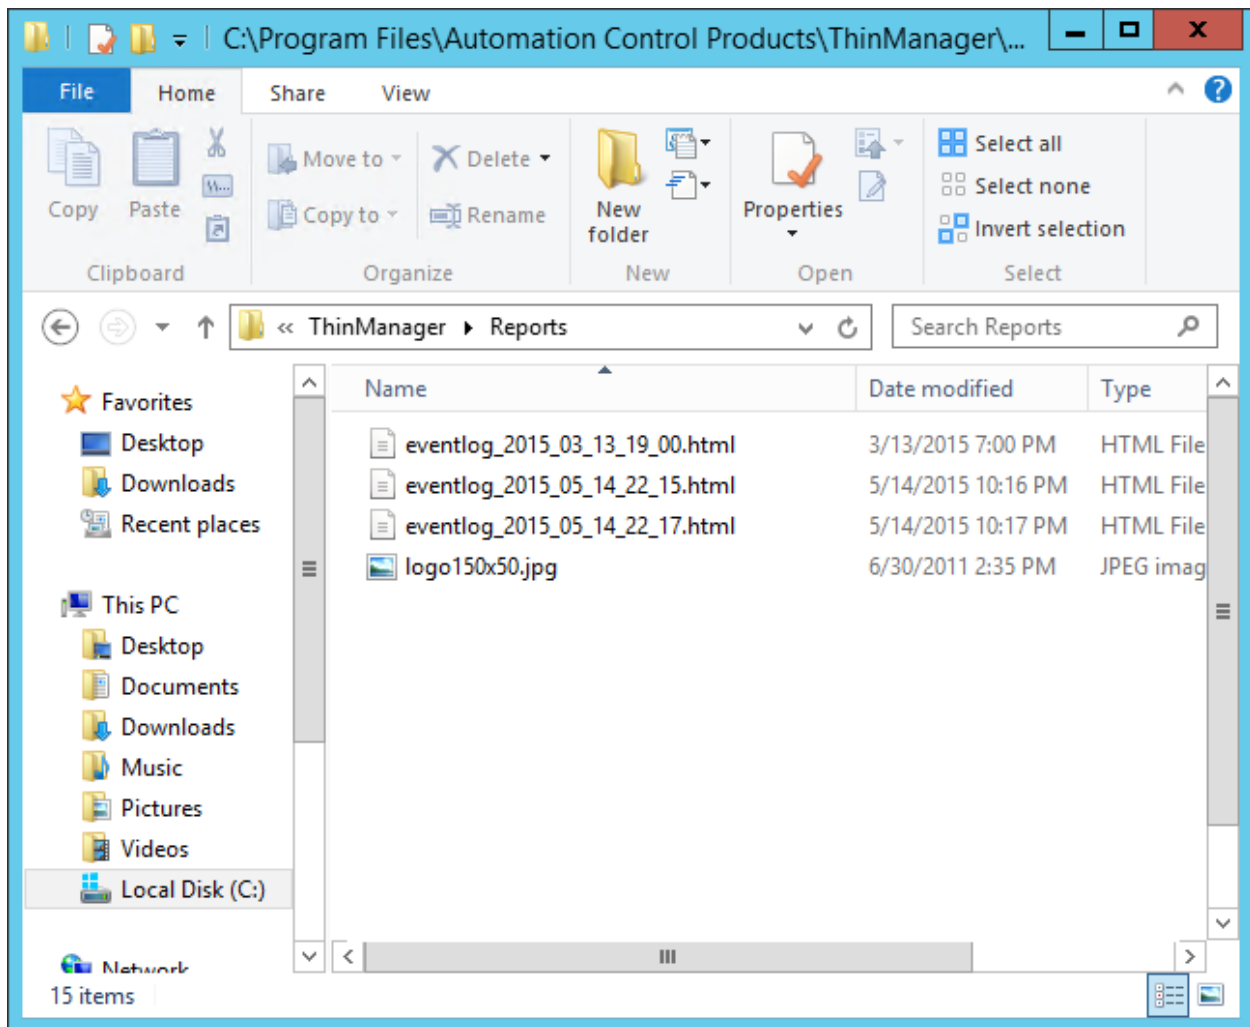 C:\Program Files\Automation Control Products\ThinManager\...
File Home Share View
Copy Paste Move to Copy to Delete Rename New folder Properties Select all Select none Invert selection
Clipboard Organize New Open Select
« ThinManager Reports Search Reports
Name Date modified Type
eventlog_2015_03_13_19_00.html 3/13/2015 7:00 PM HTML File
eventlog_2015_05_14_22_15.html 5/14/2015 10:16 PM HTML File
eventlog_2015_05_14_22_17.html 5/14/2015 10:17 PM HTML File
logo150x50.jpg 6/30/2011 2:35 PM JPEG imag
Favorites
Desktop
Downloads
Recent places
This PC
Desktop
Documents
Downloads
Music
Pictures
Videos
Local Disk (C:)
Network
15 items